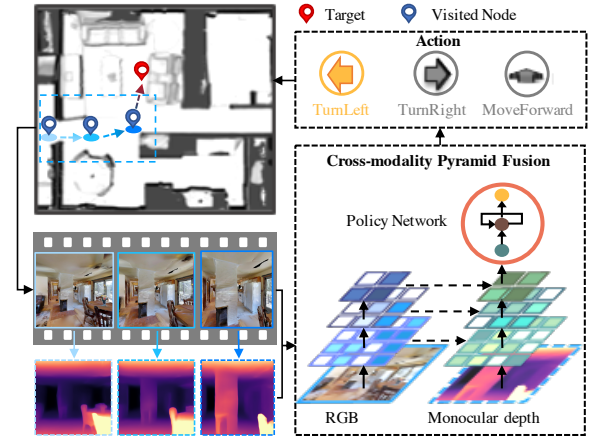 Target
Visited Node
Action
TurnLeft
TurnRight
MoveForward
Cross-modality Pyramid Fusion
Policy Network
RGB
Monocular depth